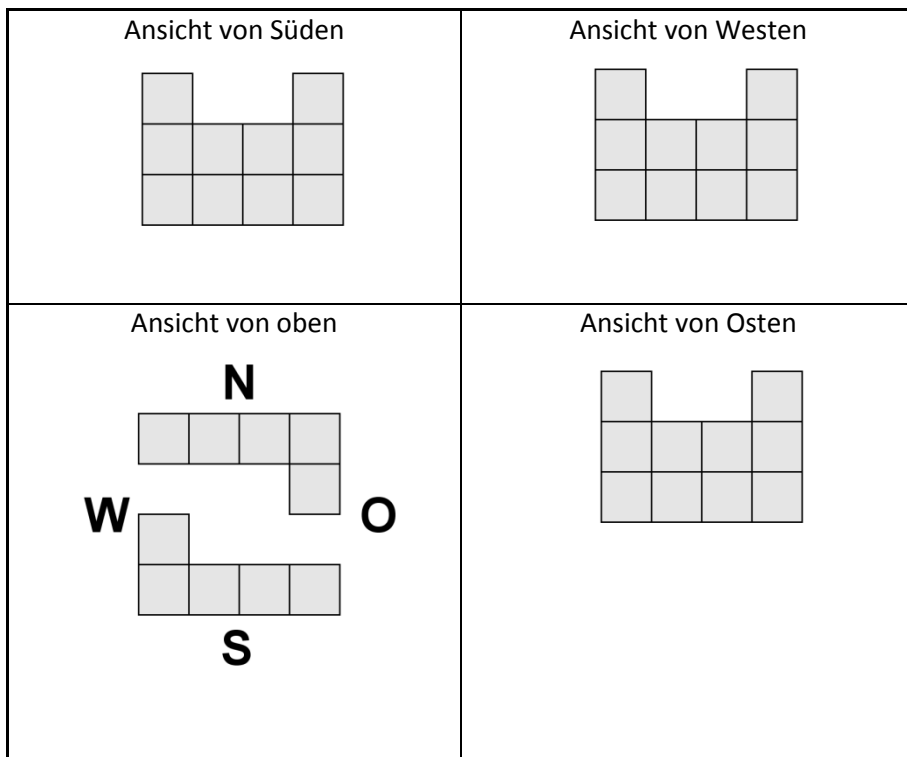 Ansicht von Süden
Ansicht von Westen
Ansicht von oben
N
W
O
S
Ansicht von Osten